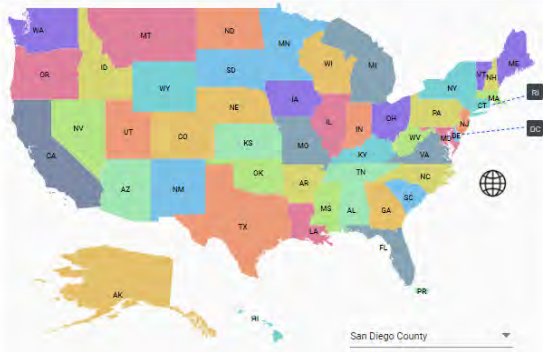 WA
MT
ND
MN
ME
VT
NH
OR
ID
SD
WI
MI
NY
MA
RI
WY
CT
IA
PA
NJ
NE
OH
NV
UT
CO
IL
IN
WV
MD
DE
DC
KS
MO
KY
VA
CA
OK
TN
NC
AZ
NM
AR
SC
MS
AL
GA
TX
LA
FL
AK
PR
HI
San Diego County